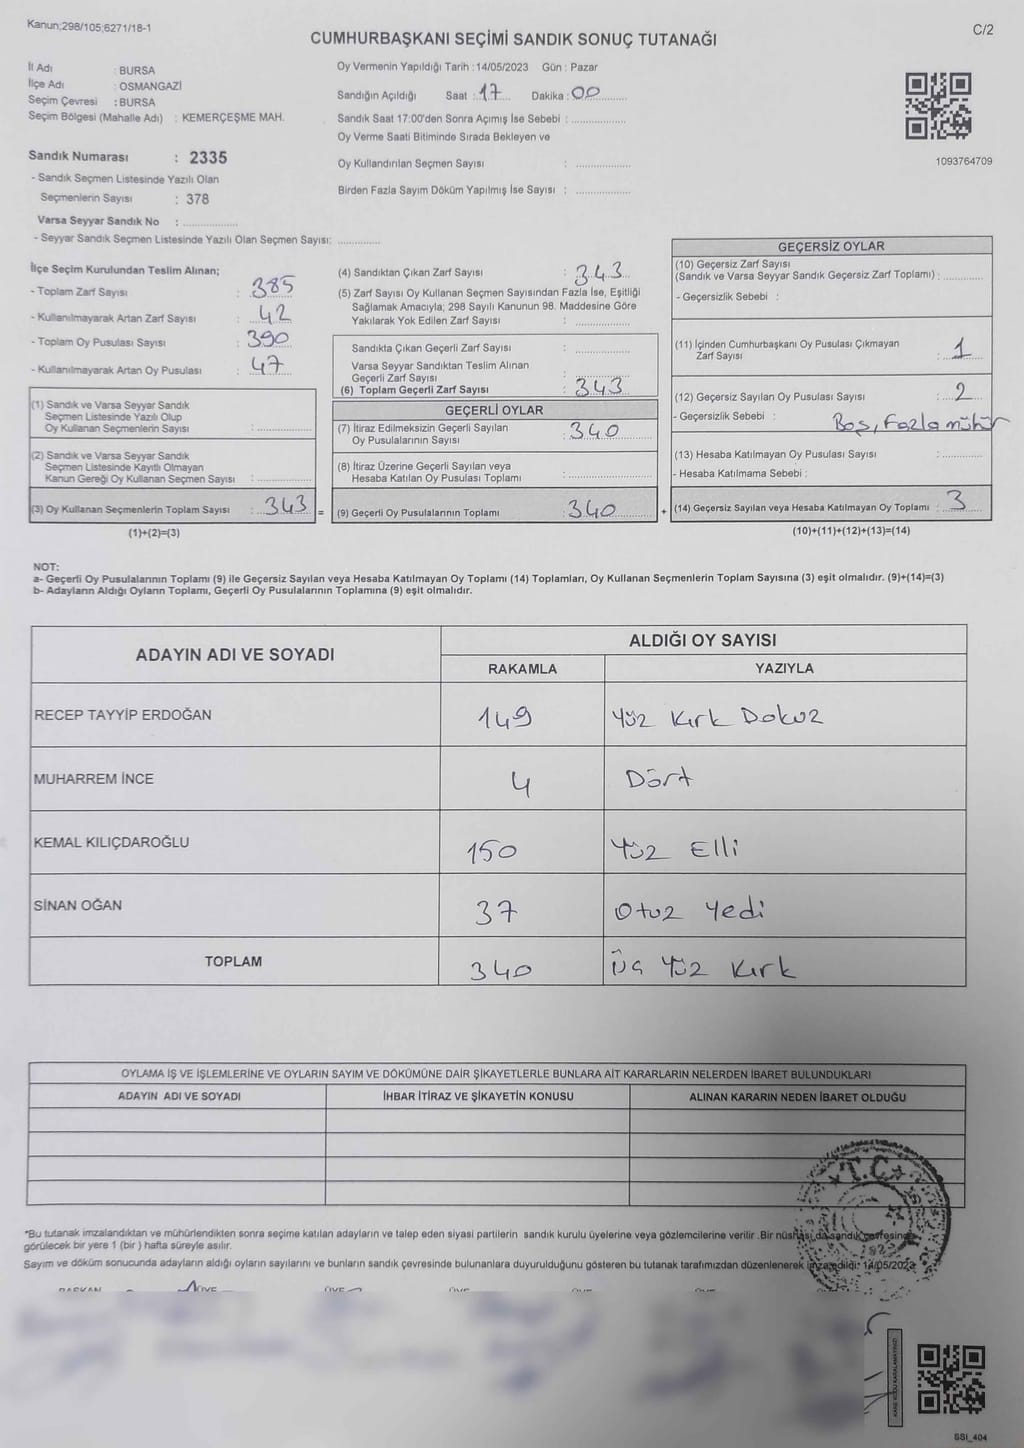 Kanun;298/105;6271/18-1
C/2
CUMHURBAŞKANI SEÇİMİ SANDIK SONUÇ TUTANAĞI
İl Adı : BURSA
İlçe Adı : OSMANGAZİ
Seçim Çevresi : BURSA
Seçim Bölgesi (Mahalle Adı) : KEMERÇEŞME MAH.
Sandık Numarası : 2335
- Sandık Seçmen Listesinde Yazılı Olan
Seçmenlerin Sayısı : 378
Varsa Seyyar Sandık No : ................
- Seyyar Sandık Seçmen Listesinde Yazılı Olan Seçmen Sayısı: .............
Oy Vermenin Yapıldığı Tarih : 14/05/2023 Gün : Pazar
Sandığın Açıldığı Saat : 17 Dakika : 00
Sandık Saat 17:00'den Sonra Açımış İse Sebebi : ................
Oy Verme Saati Bitiminde Sırada Bekleyen ve
Oy Kullandırılan Seçmen Sayısı : ................
Birden Fazla Sayım Döküm Yapılmış İse Sayısı : ................
1093764709
İlçe Seçim Kurulundan Teslim Alınan;
- Toplam Zarf Sayısı : 385
- Kullanılmayarak Artan Zarf Sayısı : 42
- Toplam Oy Pusulası Sayısı : 390
- Kullanılmayarak Artan Oy Pusulası : 47
(1) Sandık ve Varsa Seyyar Sandık
Seçmen Listesinde Yazılı Olup
Oy Kullanan Seçmenlerin Sayısı : ................
(2) Sandık ve Varsa Seyyar Sandık
Seçmen Listesinde Kayıtlı Olmayan
Kanun Gereği Oy Kullanan Seçmen Sayısı : ................
(3) Oy Kullanan Seçmenlerin Toplam Sayısı : 343 =
(1)+(2)=(3)
(4) Sandıktan Çıkan Zarf Sayısı : 343
(5) Zarf Sayısı Oy Kullanan Seçmen Sayısından Fazla İse, Eşitliği
Sağlamak Amacıyla; 298 Sayılı Kanunun 98. Maddesine Göre
Yakılarak Yok Edilen Zarf Sayısı : ................
Sandıkta Çıkan Geçerli Zarf Sayısı : ................
Varsa Seyyar Sandıktan Teslim Alınan
Geçerli Zarf Sayısı : ................
(6) Toplam Geçerli Zarf Sayısı : 343
GEÇERLİ OYLAR
(7) İtiraz Edilmeksizin Geçerli Sayılan
Oy Pusulalarının Sayısı : 340
(8) İtiraz Üzerine Geçerli Sayılan veya
Hesaba Katılan Oy Pusulası Toplamı : ................
(9) Geçerli Oy Pusulalarının Toplamı : 340 +
GEÇERSİZ OYLAR
(10) Geçersiz Zarf Sayısı
(Sandık ve Varsa Seyyar Sandık Geçersiz Zarf Toplamı) : ............
- Geçersizlik Sebebi :
(11) İçinden Cumhurbaşkanı Oy Pusulası Çıkmayan
Zarf Sayısı : 1
(12) Geçersiz Sayılan Oy Pusulası Sayısı : 2
- Geçersizlik Sebebi : Boş, Fazla mühür
(13) Hesaba Katılmayan Oy Pusulası Sayısı : ............
- Hesaba Katılmama Sebebi :
(14) Geçersiz Sayılan veya Hesaba Katılmayan Oy Toplamı : 3
(10)+(11)+(12)+(13)=(14)
NOT:
a- Geçerli Oy Pusulalarının Toplamı (9) ile Geçersiz Sayılan veya Hesaba Katılmayan Oy Toplamı (14) Toplamları, Oy Kullanan Seçmenlerin Toplam Sayısına (3) eşit olmalıdır. (9)+(14)=(3)
b- Adayların Aldığı Oyların Toplamı, Geçerli Oy Pusulalarının Toplamına (9) eşit olmalıdır.
ADAYIN ADI VE SOYADI ALDIĞI OY SAYISI
RAKAMLA YAZIYLA
RECEP TAYYİP ERDOĞAN 149 Yüz Kırk Dokuz
MUHARREM İNCE 4 Dört
KEMAL KILIÇDAROĞLU 150 Yüz Elli
SİNAN OĞAN 37 Otuz Yedi
TOPLAM 340 Üç Yüz Kırk
OYLAMA İŞ VE İŞLEMLERİNE VE OYLARIN SAYIM VE DÖKÜMÜNE DAİR ŞİKAYETLERLE BUNLARA AİT KARARLARIN NELERDEN İBARET BULUNDUKLARI
ADAYIN ADI VE SOYADI İHBAR İTİRAZ VE ŞİKAYETİN KONUSU ALINAN KARARIN NEDEN İBARET OLDUĞU
T.C.
*Bu tutanak imzalandıktan ve mühürlendikten sonra seçime katılan adayların ve talep eden siyasi partilerin sandık kurulu üyelerine veya gözlemcilerine verilir .Bir nüshası da sandık çevresinde
görülecek bir yere 1 (bir ) hafta süreyle asılır.
Sayım ve döküm sonucunda adayların aldığı oyların sayılarını ve bunların sandık çevresinde bulunanlara duyurulduğunu gösteren bu tutanak tarafımızdan düzenlenerek imza edildi. 14/05/2023
BAŞKAN ÜYE ÜYE ÜYE ÜYE ÜYE ÜYE
KARE KODU KARALAMAYINIZ!
SSI_404